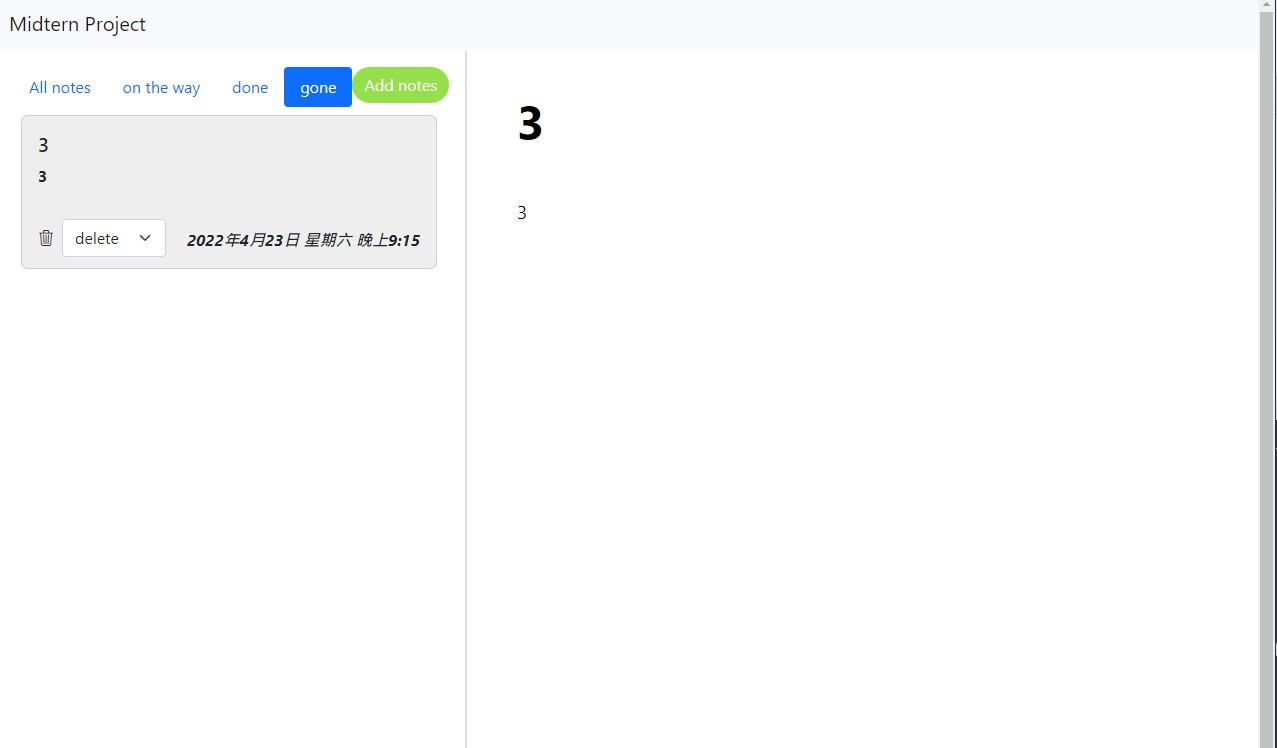 Midtern Project
All notes on the way done gone Add notes
3
3
delete 2022年4月23日 星期六 晚上9:15
3
3